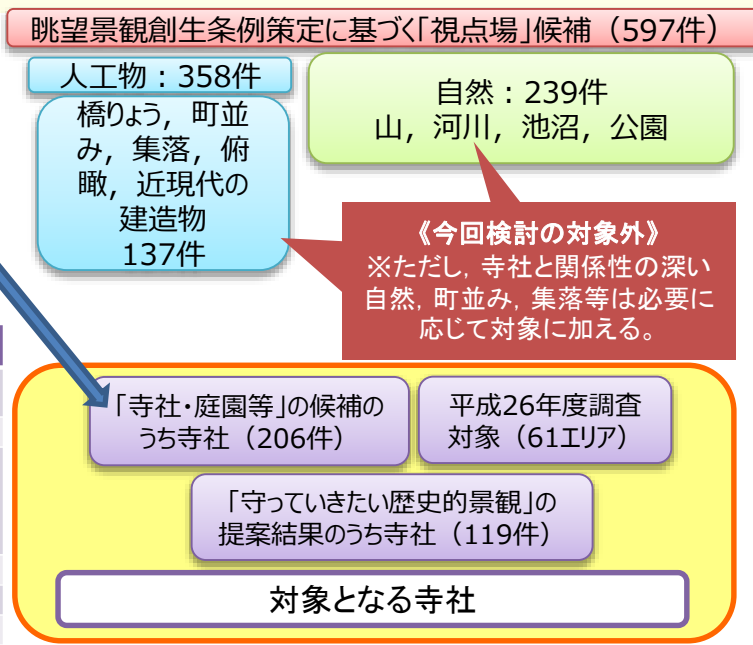 眺望景観創生条例策定に基づく「視点場」候補（597件）
人工物：358件
橋りょう，町並
み，集落，俯
瞰，近現代の
建造物
137件
自然：239件
山，河川，池沼，公園
《今回検討の対象外》
※ただし，寺社と関係性の深い
自然，町並み，集落等は必要に
応じて対象に加える。
「寺社・庭園等」の候補の
うち寺社（206件）
平成26年度調査
対象（61エリア）
「守っていきたい歴史的景観」の
提案結果のうち寺社（119件）
対象となる寺社